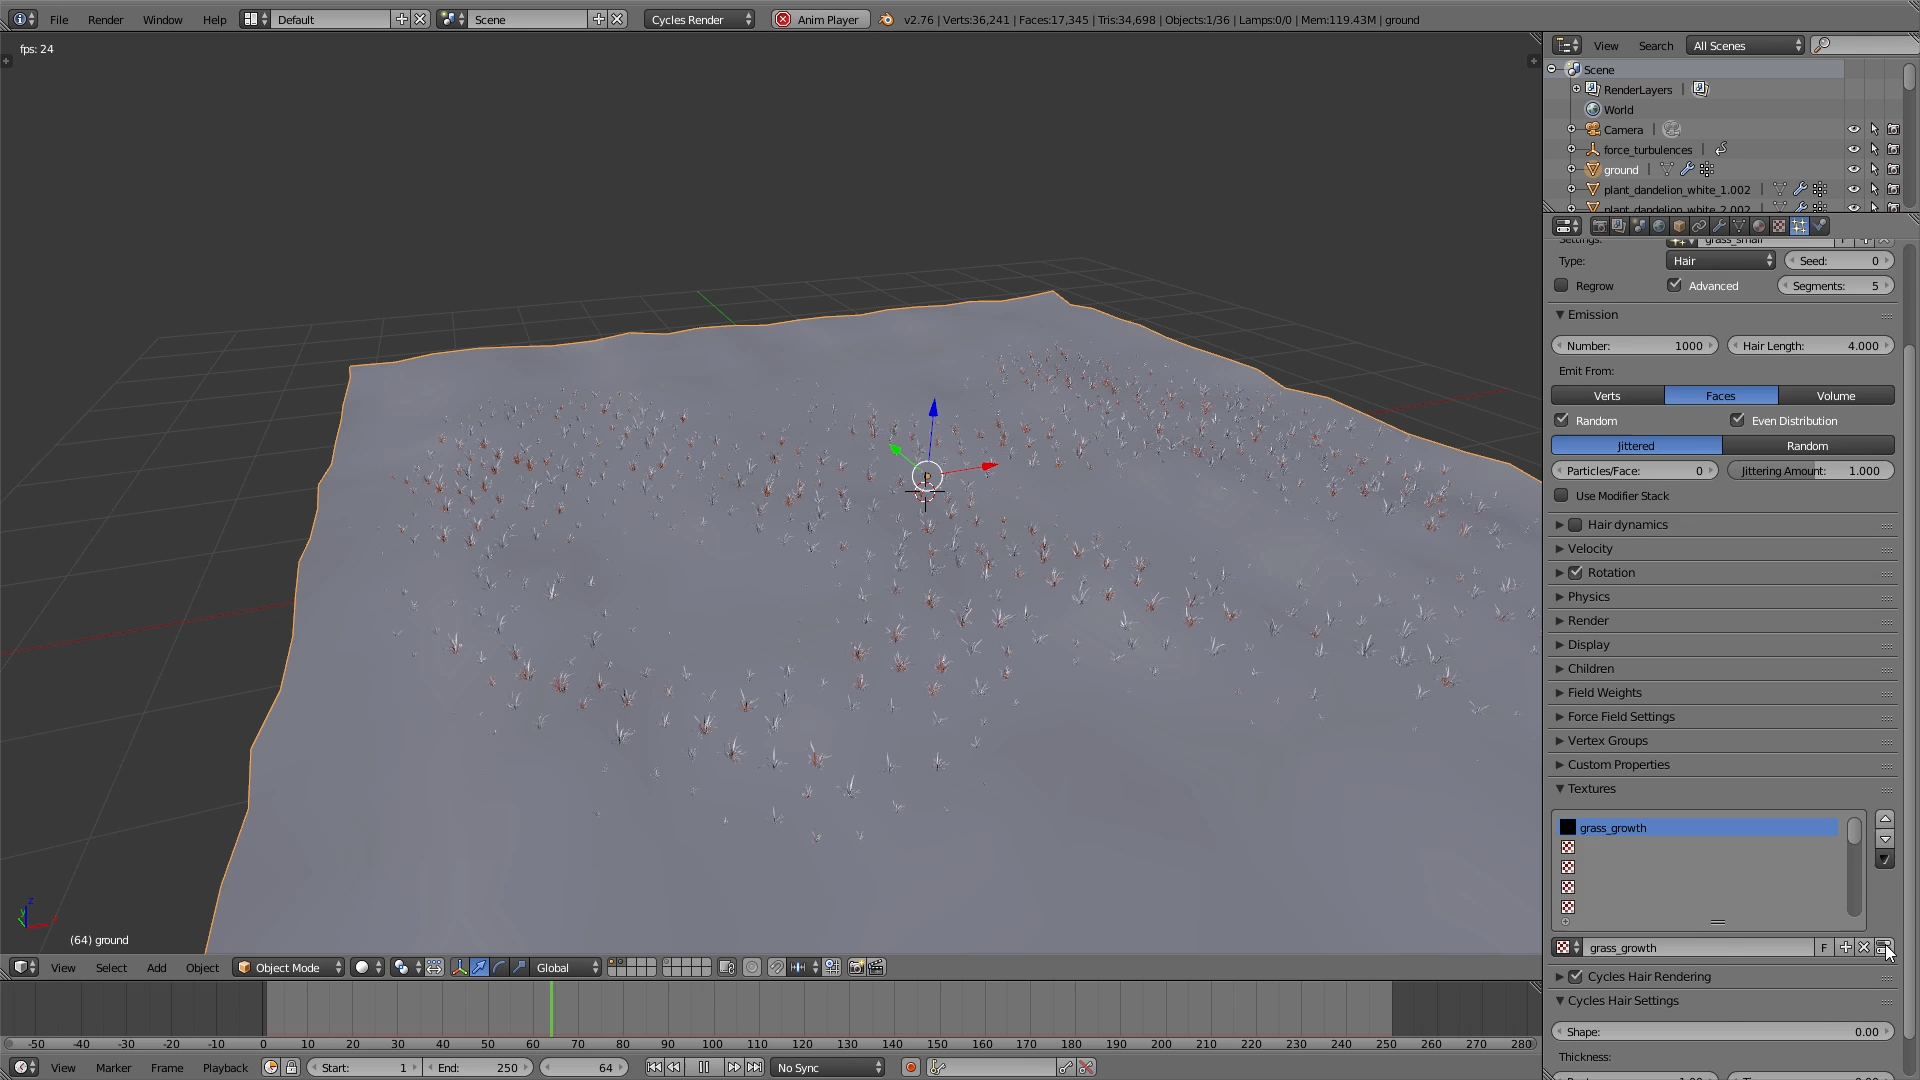 File Render Window Help Default Scene Cycles Render Anim Player v2.76 | Verts:36,241 | Faces:17,345 | Tris:34,698 | Objects:1/36 | Lamps:0/0 | Mem:119.43M | ground
fps: 24
View Search All Scenes
Scene
RenderLayers
World
Camera
force_turbulences
ground
plant_dandelion_white_1.002
plant_dandelion_white_2.002
Settings: grass_small F
Type: Hair Seed: 0
Regrow Advanced Segments: 5
Emission
Number: 1000 Hair Length: 4.000
Emit From:
Verts Faces Volume
Random Even Distribution
Jittered Random
Particles/Face: 0 Jittering Amount: 1.000
Use Modifier Stack
Hair dynamics
Velocity
Rotation
Physics
Render
Display
Children
Field Weights
Force Field Settings
Vertex Groups
Custom Properties
Textures
grass_growth
grass_growth F
Cycles Hair Rendering
Cycles Hair Settings
Shape: 0.00
Thickness:
z
(64) ground
View Select Add Object Object Mode Global
-50 -40 -30 -20 -10 0 10 20 30 40 50 60 70 80 90 100 110 120 130 140 150 160 170 180 190 200 210 220 230 240 250 260 270 280
View Marker Frame Playback Start: 1 End: 250 64 No Sync